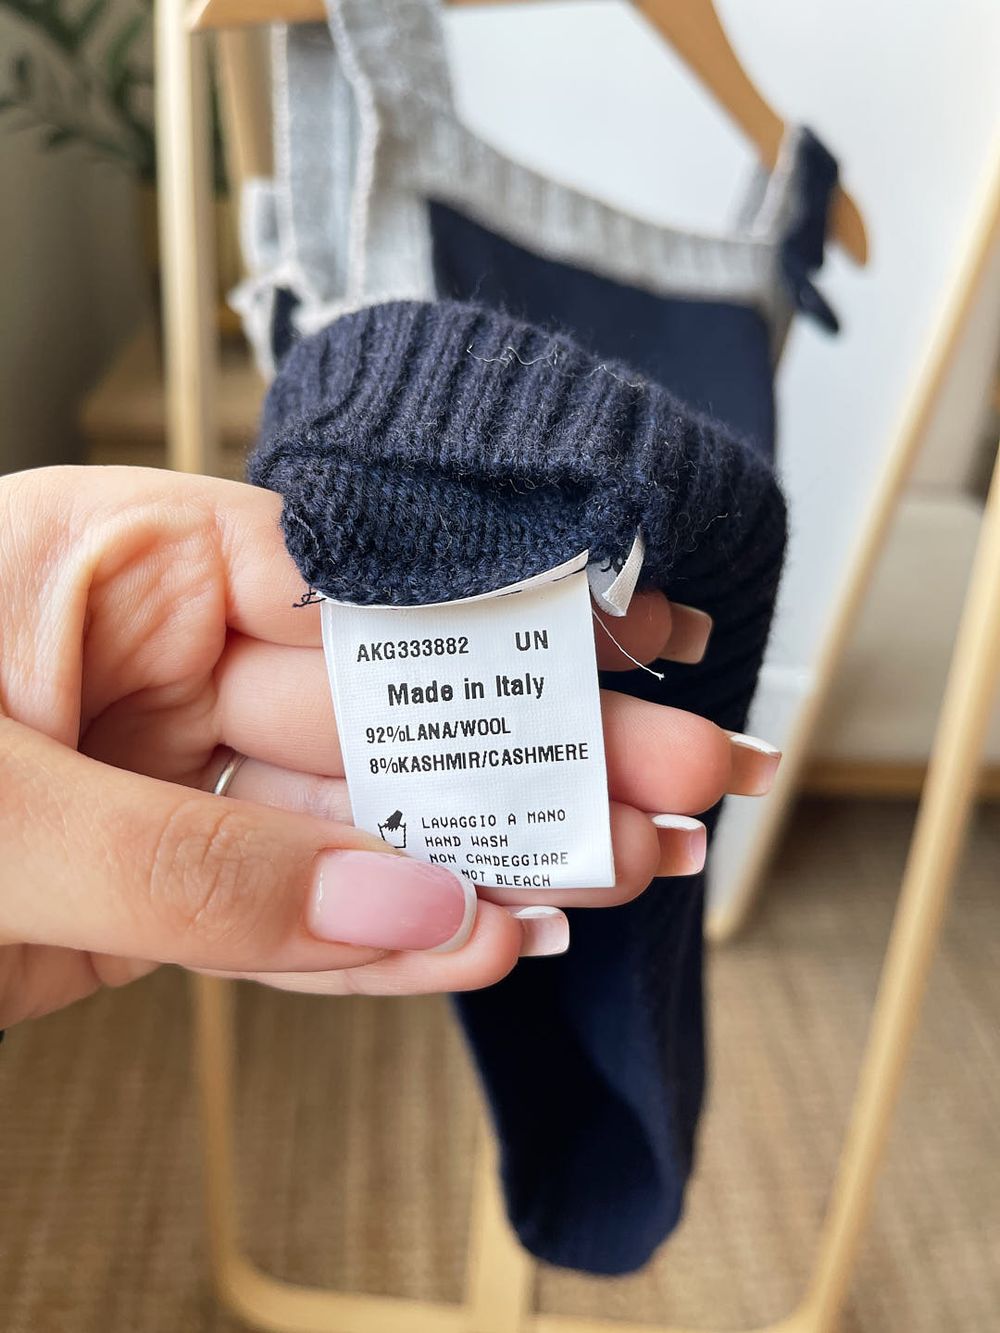 AKG333882 UN
Made in Italy
92%LANA/WOOL
8%KASHMIR/CASHMERE
LAVAGGIO A MANO
HAND WASH
NON CANDEGGIARE
NOT BLEACH